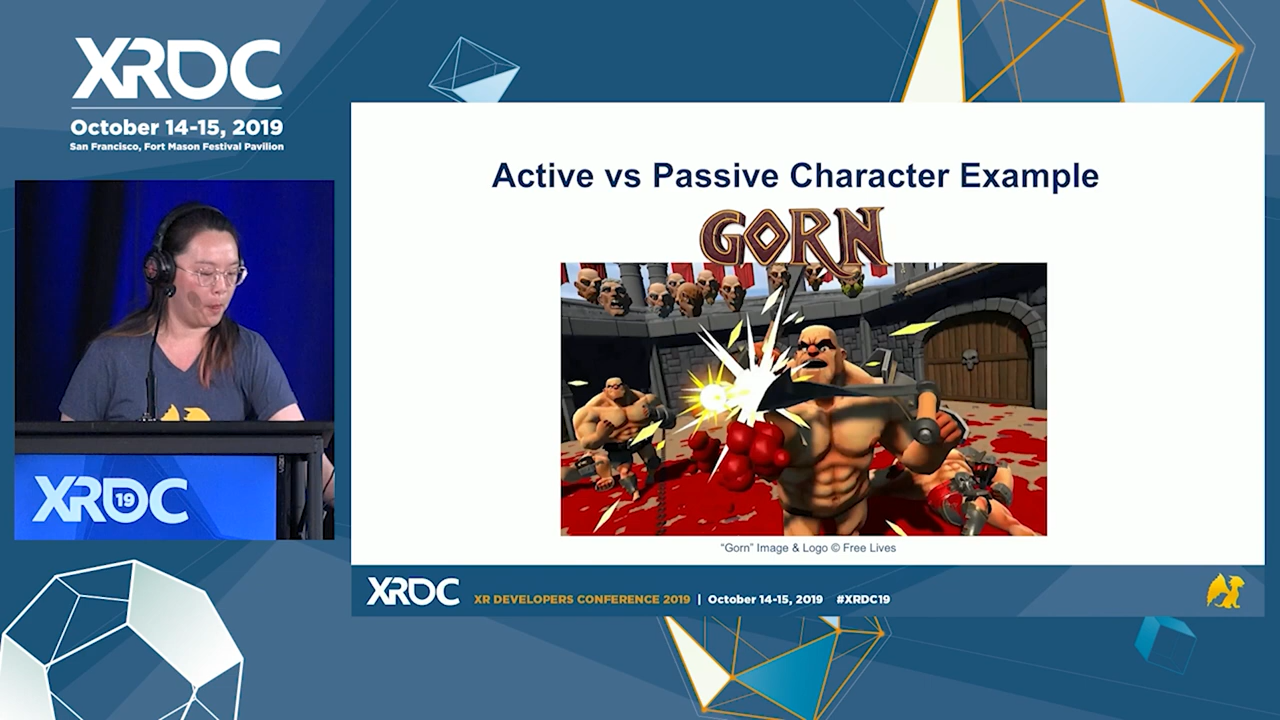 XRDC
October 14-15, 2019
San Francisco, Fort Mason Festival Pavilion
Active vs Passive Character Example
GORN
"Gorn" Image & Logo © Free Lives
XRDC 19
XRDC
XR DEVELOPERS CONFERENCE 2019 | October 14-15, 2019 #XRDC19